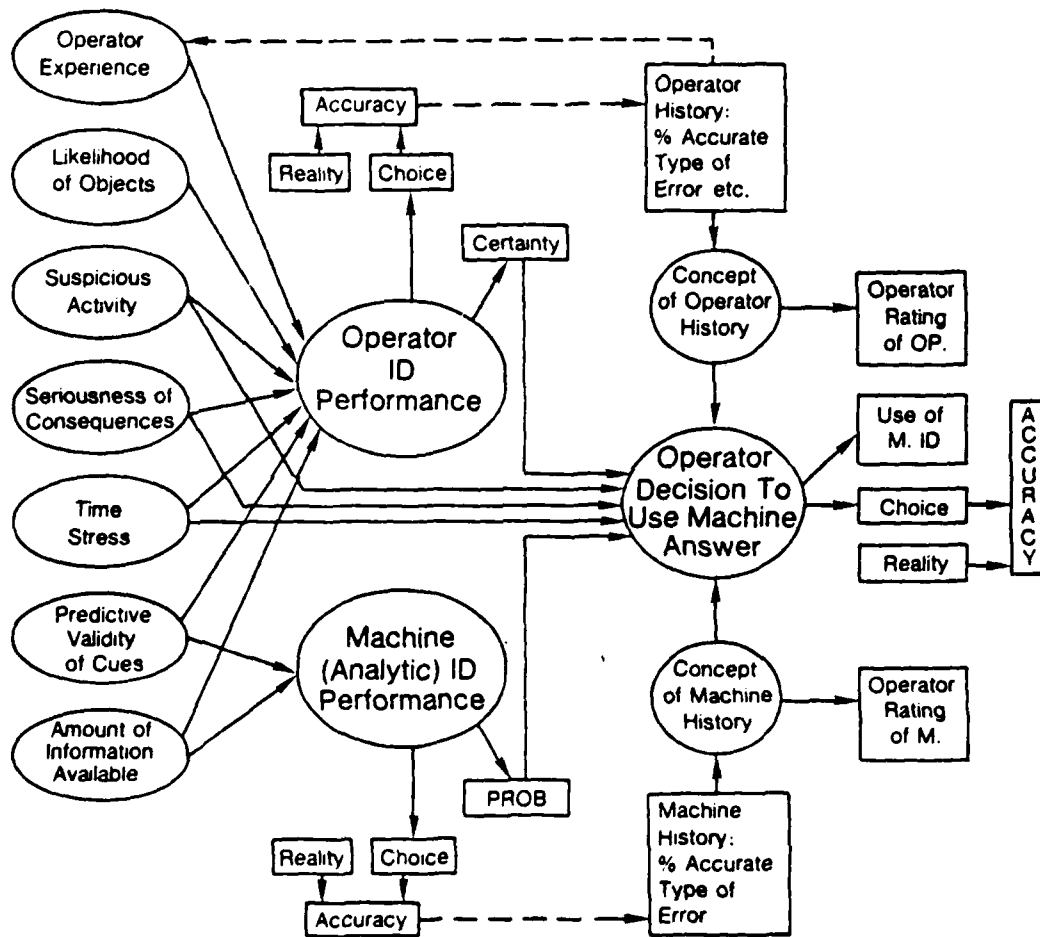 Operator
Experience
Likelihood
of Objects
Suspicious
Activity
Seriousness of
Consequences
Time
Stress
Predictive
Validity
of Cues
Amount of
Information
Available
Accuracy
Reality
Choice
Certainty
Operator
ID
Performance
Machine
(Analytic) ID
Performance
PROB
Reality
Choice
Accuracy
Operator
History:
% Accurate
Type of
Error etc.
Concept
of Operator
History
Operator
Rating
of OP.
Operator
Decision To
Use Machine
Answer
Use of
M. ID
Choice
Reality
ACCURACY
Concept
of Machine
History
Operator
Rating
of M.
Machine
History:
% Accurate
Type of
Error